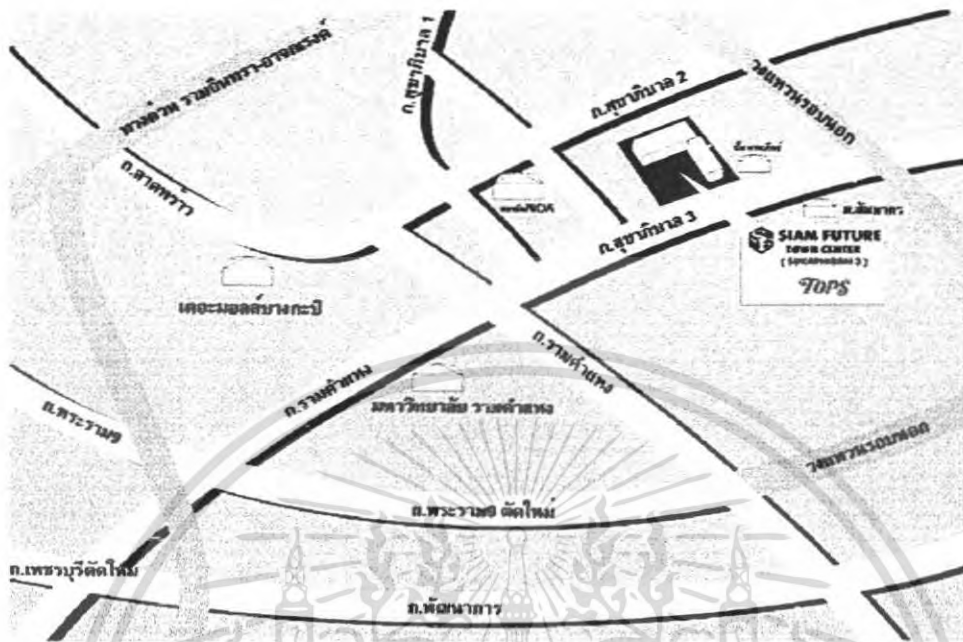 ทางด่วน รามอินทรา-อาจณรงค์
ถ.สุขาภิบาล 1
ถ.สุขาภิบาล 2
วงแหวนรอบนอก
ถ.ลาดพร้าว
ถ.สุขาภิบาล 3
ส.สัมมากร
SIAM FUTURE
TOWN CENTER
( SUKAPHIBAN 3 )
TOPS
เดอะมอลล์บางกะปิ
ถ.รามคำแหง
ถ.รามคำแหง
มหาวิทยาลัย รามคำแหง
ถ.พระราม9
วงแหวนรอบนอก
ถ.พระราม9 ตัดใหม่
ถ.เพชรบุรีตัดใหม่
ถ.พัฒนาการ